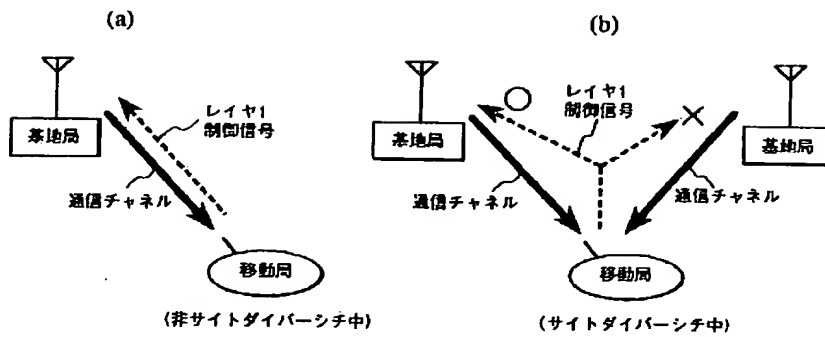 (a)
(b)
レイヤ1
制御信号
基地局
通信チャネル
移動局
(非サイトダイバーシチ中)
レイヤ1
制御信号
基地局
基地局
通信チャネル
通信チャネル
移動局
(サイトダイバーシチ中)